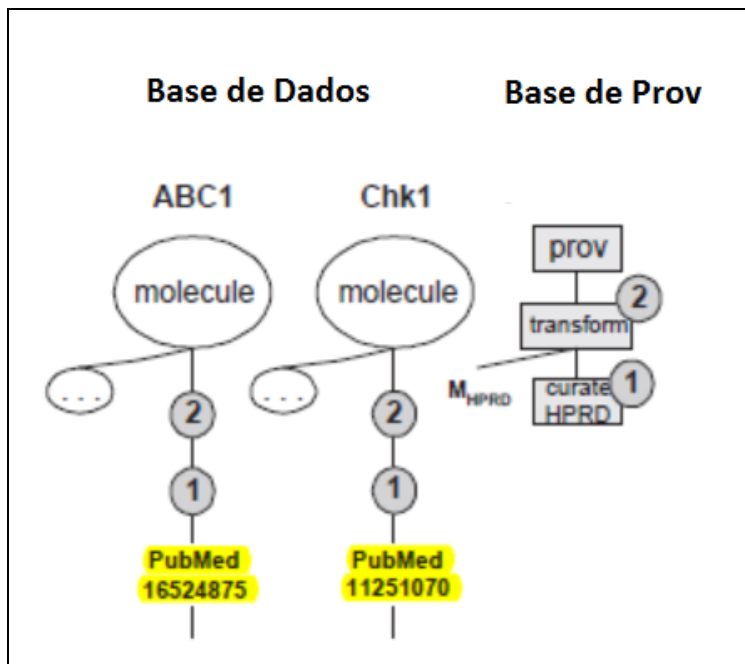 Base de Dados
Base de Prov
ABC1
Chk1
prov
molecule
molecule
2
transform
. . .
. . .
2
2
M_HPRD
1
curate
HPRD
1
1
PubMed
16524875
PubMed
11251070